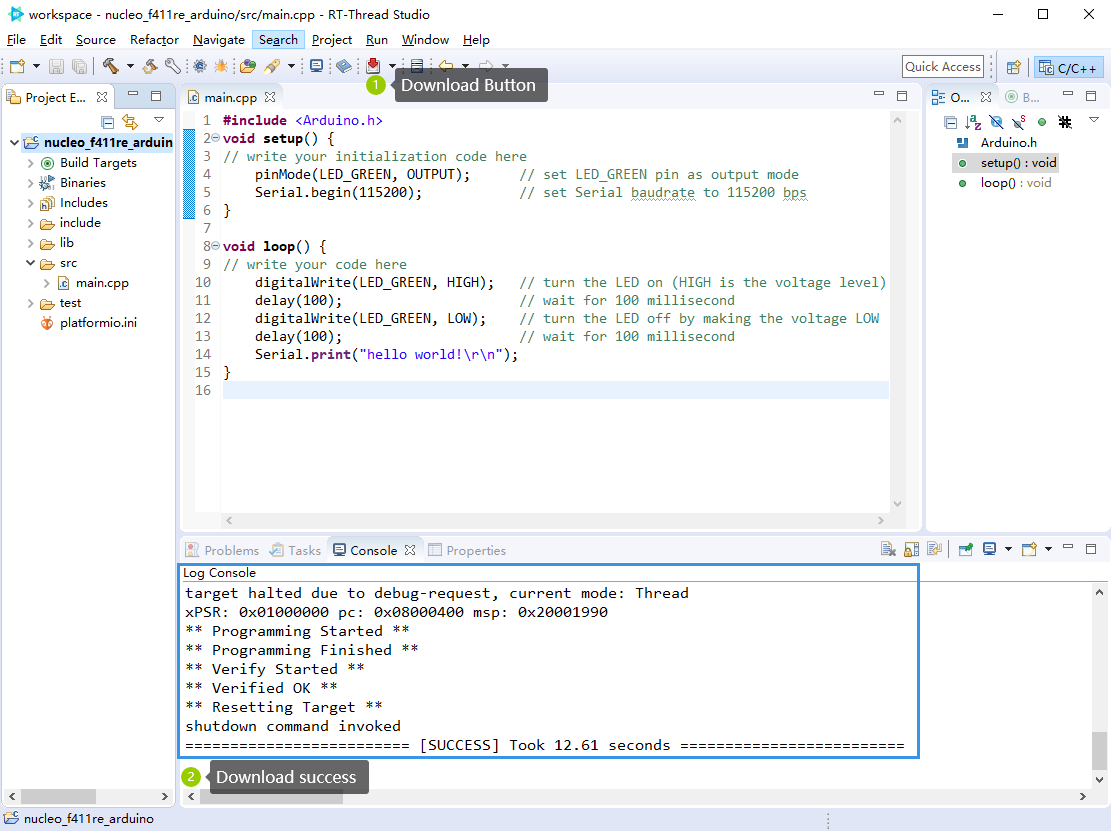 workspace - nucleo_f411re_arduino/src/main.cpp - RT-Thread Studio
File Edit Source Refactor Navigate Search Project Run Window Help
Quick Access
C/C++
1 Download Button
Project E...
nucleo_f411re_arduin
Build Targets
Binaries
Includes
include
lib
src
main.cpp
test
platformio.ini
main.cpp
1 #include <Arduino.h>
2 void setup() {
3 // write your initialization code here
4     pinMode(LED_GREEN, OUTPUT);      // set LED_GREEN pin as output mode
5     Serial.begin(115200);            // set Serial baudrate to 115200 bps
6 }
7
8 void loop() {
9 // write your code here
10     digitalWrite(LED_GREEN, HIGH);   // turn the LED on (HIGH is the voltage level)
11     delay(100);                      // wait for 100 millisecond
12     digitalWrite(LED_GREEN, LOW);    // turn the LED off by making the voltage LOW
13     delay(100);                      // wait for 100 millisecond
14     Serial.print("hello world!\r\n");
15 }
16
O...
B...
Arduino.h
setup() : void
loop() : void
Problems Tasks Console Properties
Log Console
target halted due to debug-request, current mode: Thread
xPSR: 0x01000000 pc: 0x08000400 msp: 0x20001990
** Programming Started **
** Programming Finished **
** Verify Started **
** Verified OK **
** Resetting Target **
shutdown command invoked
========================= [SUCCESS] Took 12.61 seconds =========================
2 Download success
nucleo_f411re_arduino